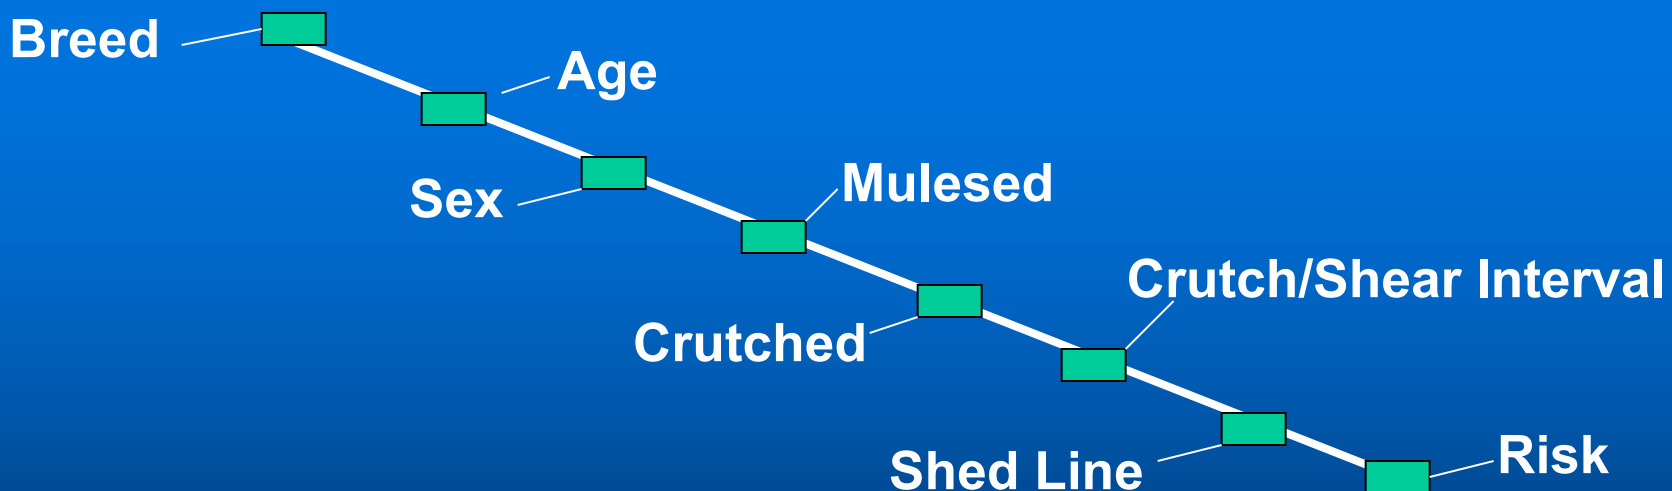 Breed
Age
Sex
Mulesed
Crutched
Crutch/Shear Interval
Shed Line
Risk